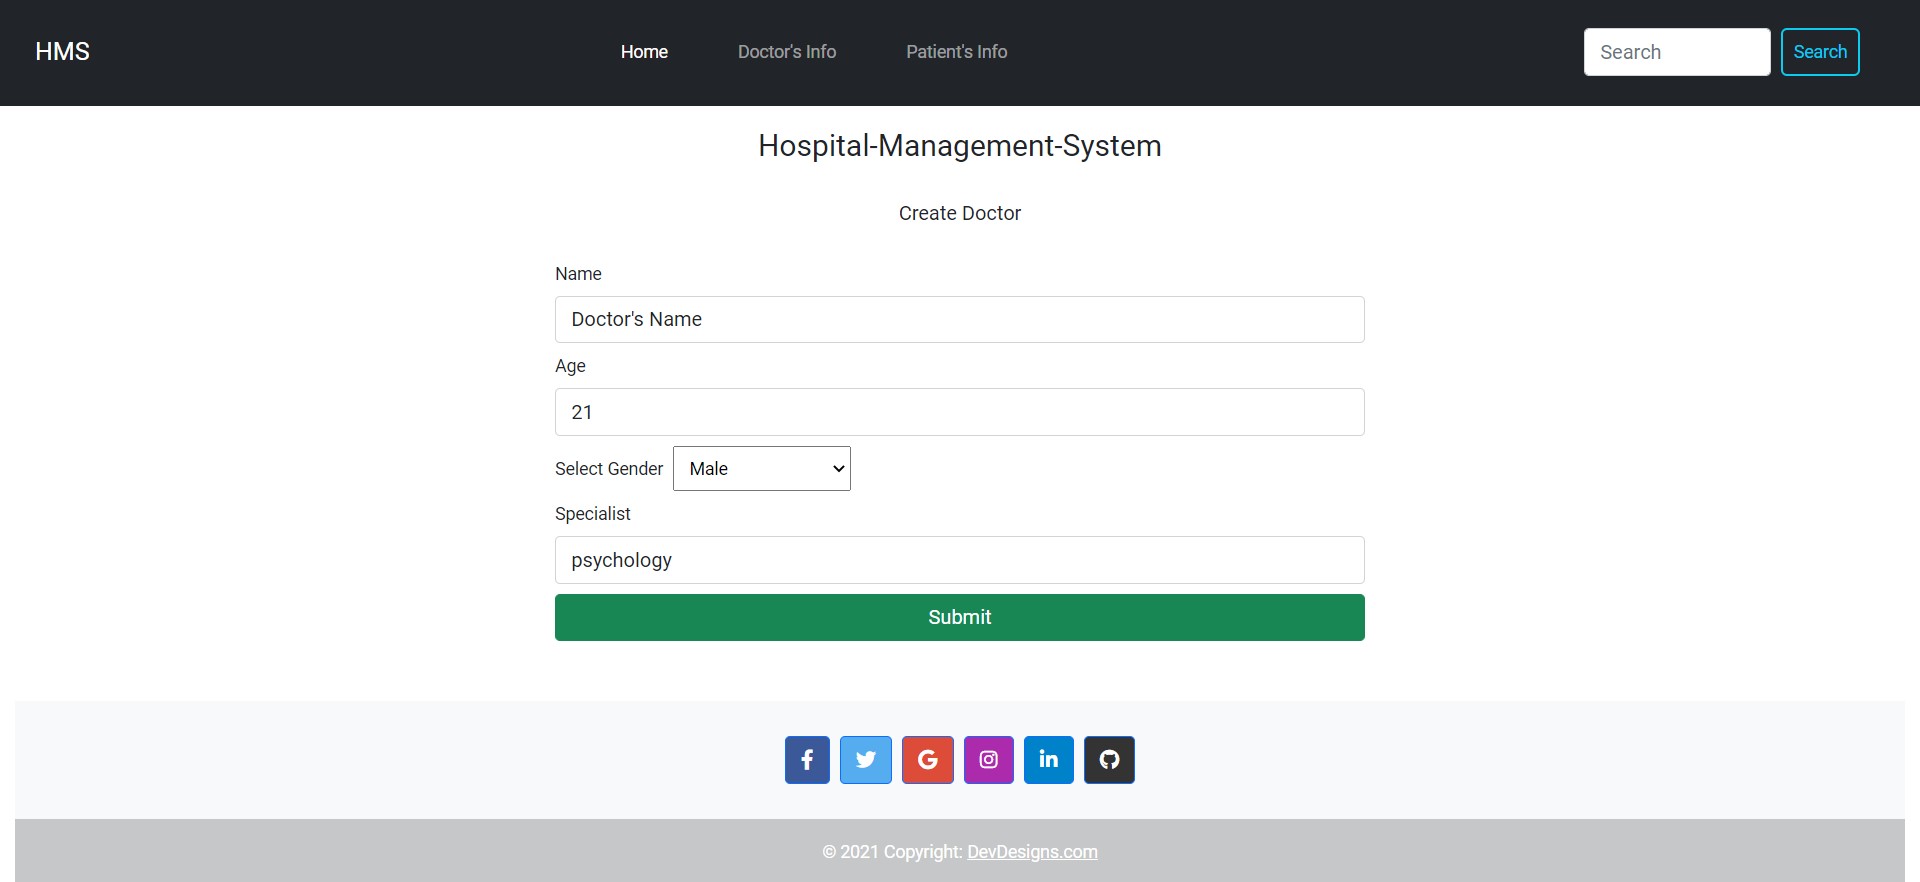 HMS Home Doctor's Info Patient's Info Search Search
Hospital-Management-System
Create Doctor
Name
Doctor's Name
Age
21
Select Gender Male
Specialist
psychology
Submit
© 2021 Copyright: DevDesigns.com